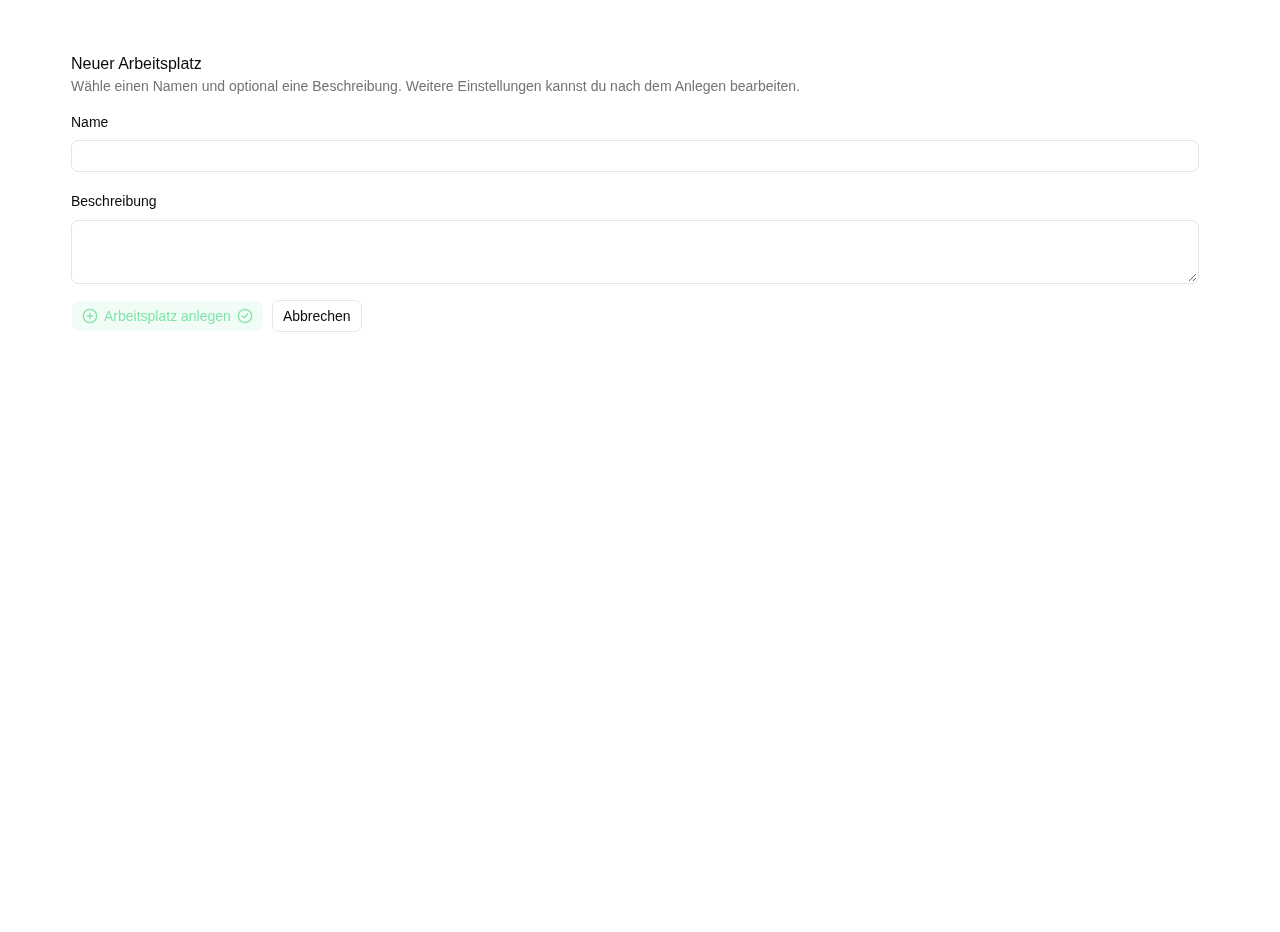 Neuer Arbeitsplatz
Wähle einen Namen und optional eine Beschreibung. Weitere Einstellungen kannst du nach dem Anlegen bearbeiten.
Name
Beschreibung
Arbeitsplatz anlegen
Abbrechen